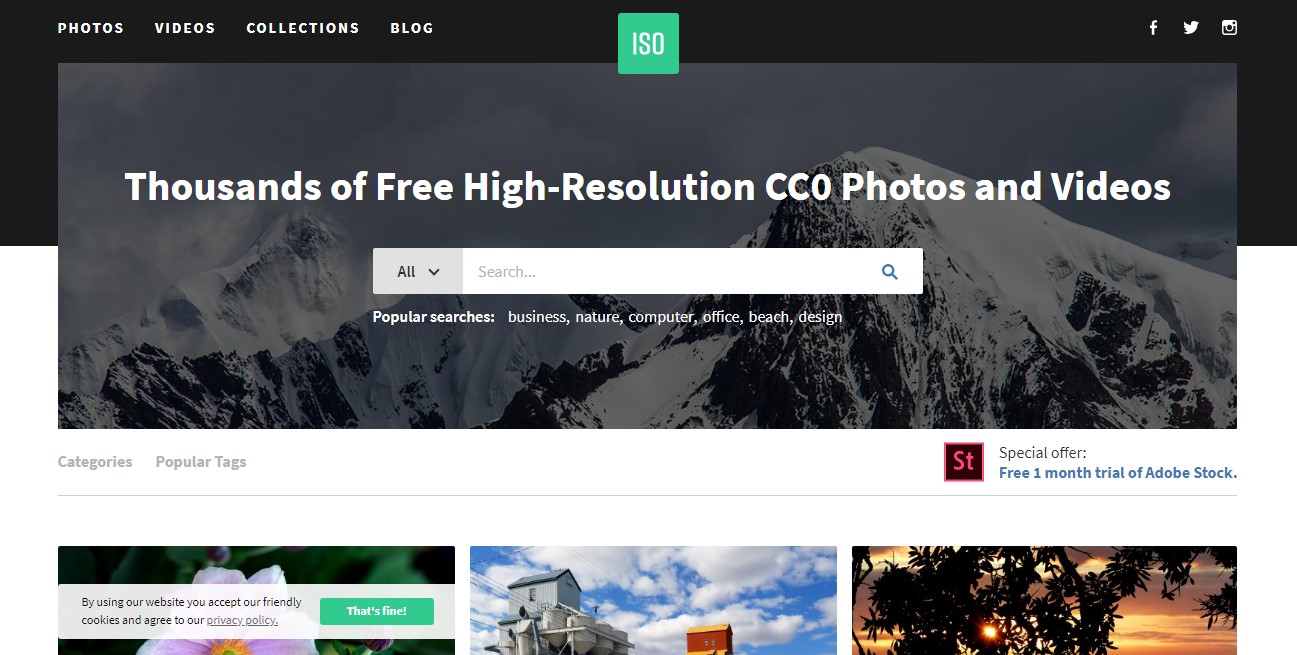 PHOTOS VIDEOS COLLECTIONS BLOG
ISO
Thousands of Free High-Resolution CC0 Photos and Videos
All Search...
Popular searches: business, nature, computer, office, beach, design
Categories Popular Tags
St
Special offer:
Free 1 month trial of Adobe Stock.
By using our website you accept our friendly
cookies and agree to our privacy policy.
That's fine!